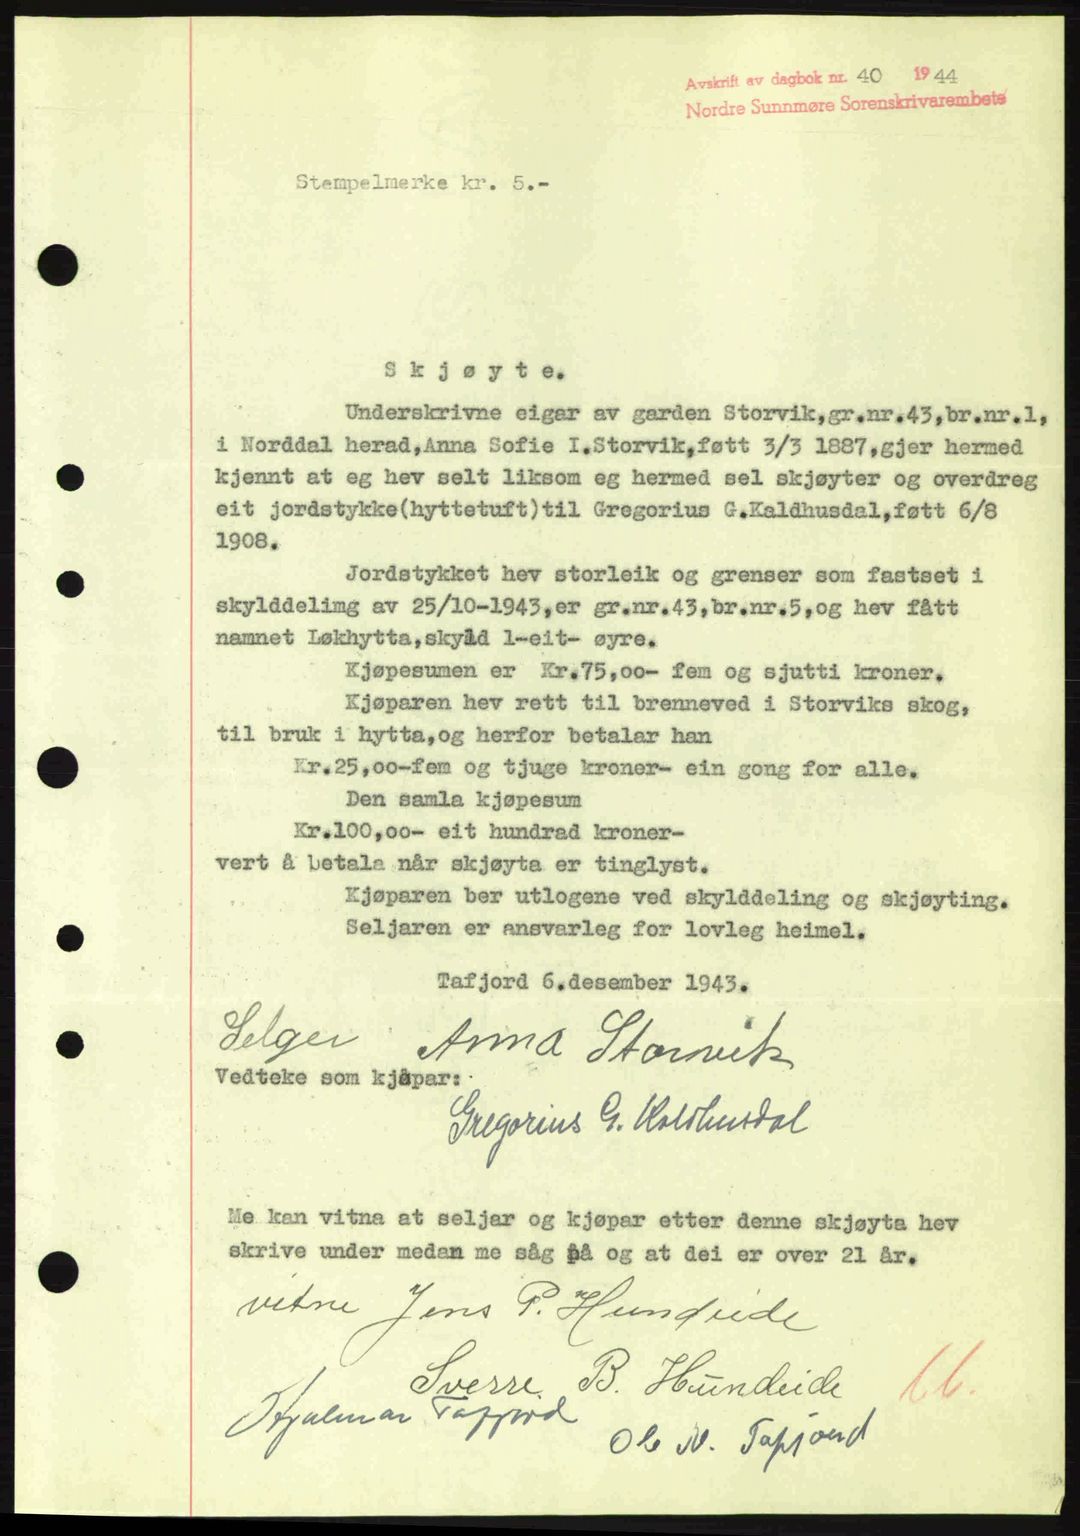 Avskrift av dagbok nr. 40 1944
Nordre Sunnmøre Sorenskrivarembete
Stempelmerke kr. 5.-
S k j ø y t e.
Underskrivne eigar av garden Storvik,gr.nr.43,br.nr.1,
i Norddal herad,Anna Sofie I.Storvik,født 3/3 1887,gjer hermed
kjennt at eg hev selt liksom eg hermed sel skjøyter og overdreg
eit jordstykke(hyttetuft)til Gregorius G.Kaldhusdal,føtt 6/8
1908.
Jordstykket hev storleik og grenser som fastset i
skylddelimg av 25/10-1943,er gr.nr.43,br.nr.5,og hev fått
namnet Løkhytta,skyld 1-eit- øyre.
Kjøpesumen er Kr.75,oo- fem og sjutti kroner.
Kjøparen hev rett til brenneved i Storviks skog,
til bruk i hytta,og herfor betalar han
Kr.25,oo-fem og tjuge kroner- ein gong for alle.
Den samla kjøpesum
Kr.100,oo- eit hundrad kroner-
vert å betala når skjøyta er tinglyst.
Kjøparen ber utlogene ved skylddeling og skjøyting.
Seljaren er ansvarleg for lovleg heimel.
Tafjord 6.desember 1943.
Selger Anna Storvik
Vedteke som kjøpar:
Gregorius G. Kaldhusdal
Me kan vitna at seljar og kjøpar etter denne skjøyta hev
skrive under medan me såg på og at dei er over 21 år.
vitne Jens P. Hundeide
Sverre B. Hundeide
Hjalmar Tafjord
Ole N. Tafjord